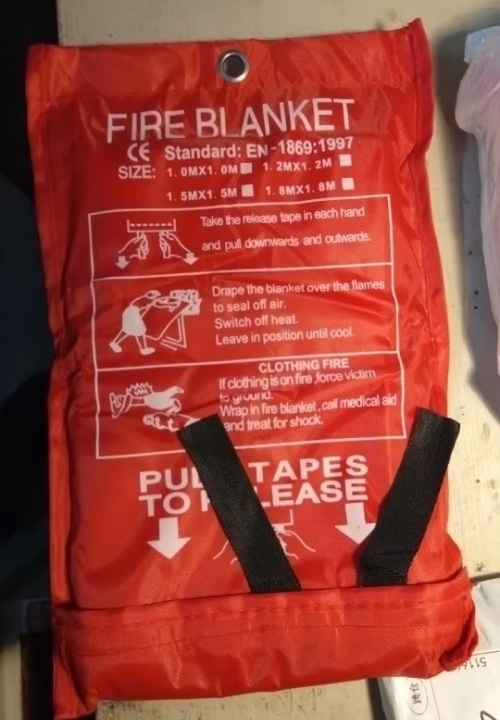 FIRE BLANKET
CE Standard: EN-1869:1997
SIZE: 1.0MX1.0M 1.2MX1.2M
1.5MX1.5M 1.8MX1.8M
Take the release tape in each hand
and pull downwards and outwards.
Drape the blanket over the flames
to seal off air.
Switch off heat.
Leave in position until cool.
CLOTHING FIRE
If clothing is on fire ,force victim
to ground.
Wrap in fire blanket, call medical aid
and treat for shock.
PULL TAPES
TO RELEASE
5116